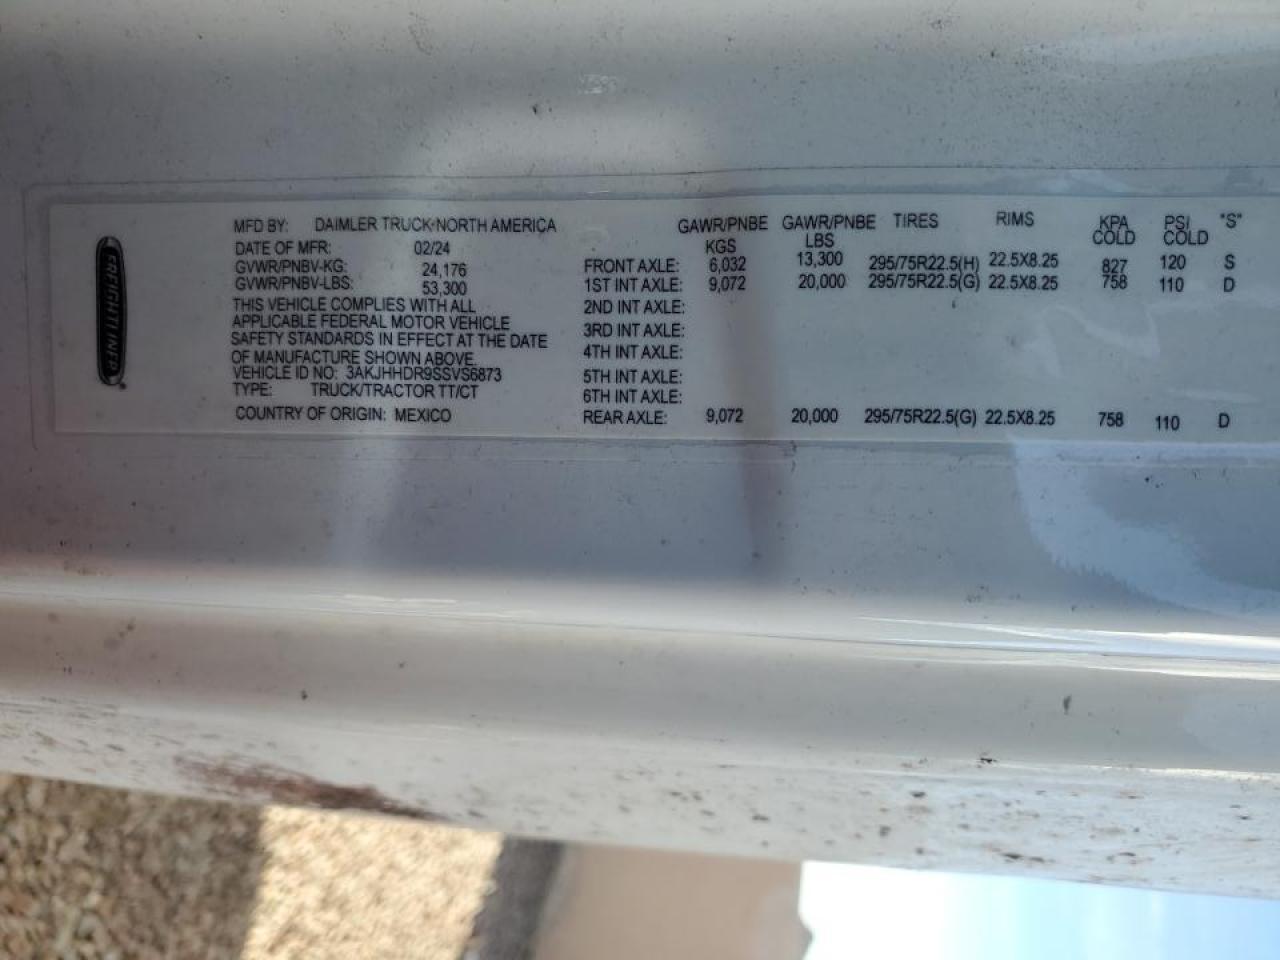 FREIGHTLINER
MFD BY: DAIMLER TRUCK NORTH AMERICA
DATE OF MFR: 02/24
GVWR/PNBV-KG: 24,176
GVWR/PNBV-LBS: 53,300
THIS VEHICLE COMPLIES WITH ALL
APPLICABLE FEDERAL MOTOR VEHICLE
SAFETY STANDARDS IN EFFECT AT THE DATE
OF MANUFACTURE SHOWN ABOVE.
VEHICLE ID NO: 3AKJHHDR9SSVS6873
TYPE: TRUCK/TRACTOR TT/CT
COUNTRY OF ORIGIN: MEXICO
GAWR/PNBE GAWR/PNBE TIRES RIMS KPA PSI/ "S"
KGS LBS COLD COLD
FRONT AXLE: 6,032 13,300 295/75R22.5(H) 22.5X8.25 827 120 S
1ST INT AXLE: 9,072 20,000 295/75R22.5(G) 22.5X8.25 758 110 D
2ND INT AXLE:
3RD INT AXLE:
4TH INT AXLE:
5TH INT AXLE:
6TH INT AXLE:
REAR AXLE: 9,072 20,000 295/75R22.5(G) 22.5X8.25 758 110 D